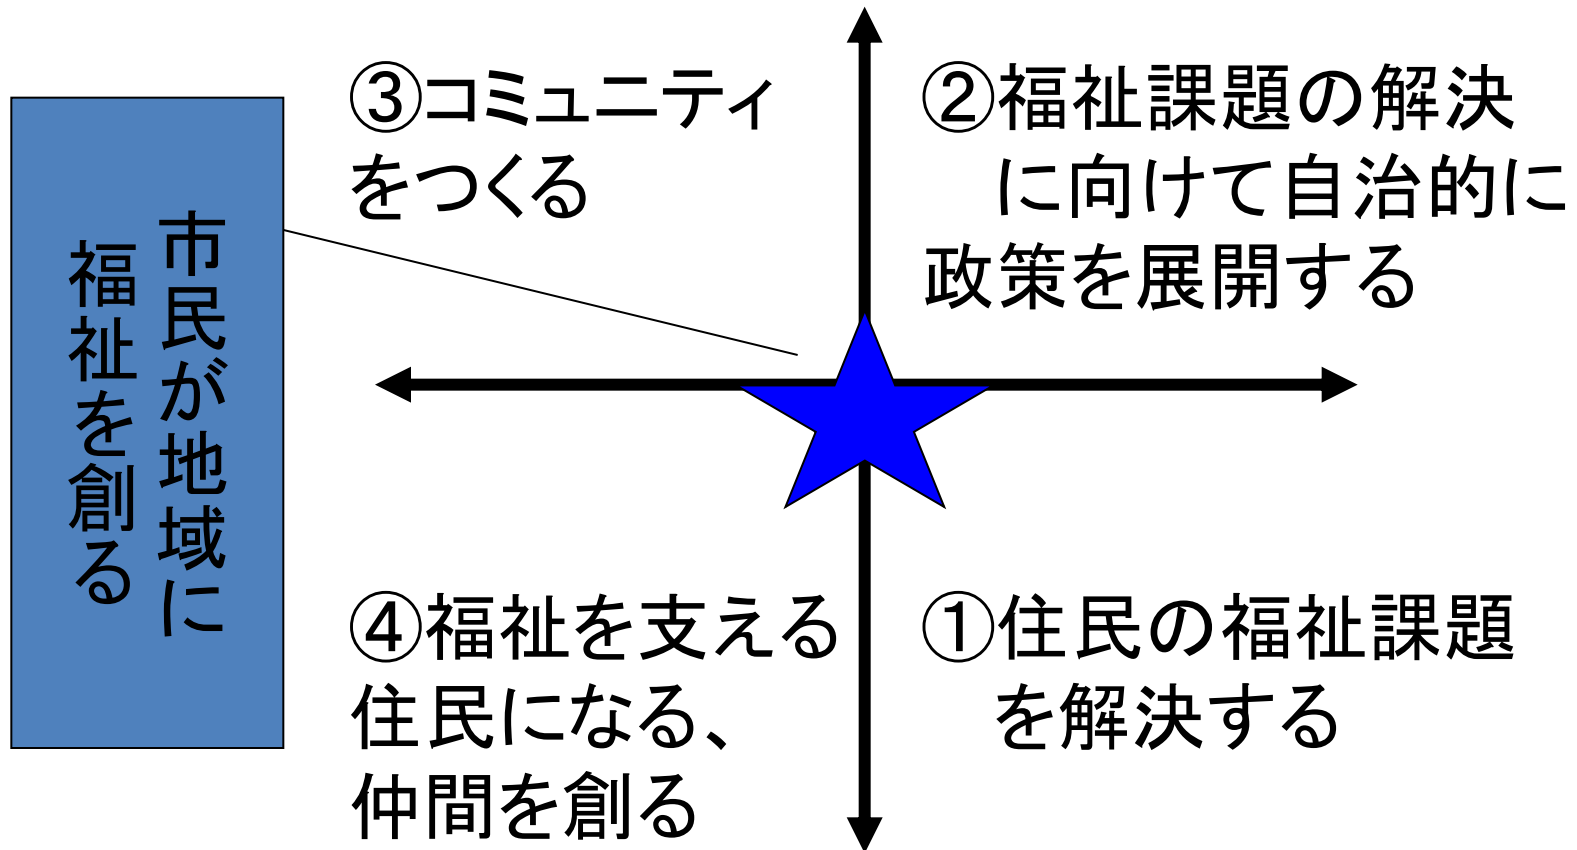 市民が地域に
福祉を創る
③コミュニティ
をつくる
②福祉課題の解決
に向けて自治的に
政策を展開する
④福祉を支える
住民になる、
仲間を創る
①住民の福祉課題
を解決する